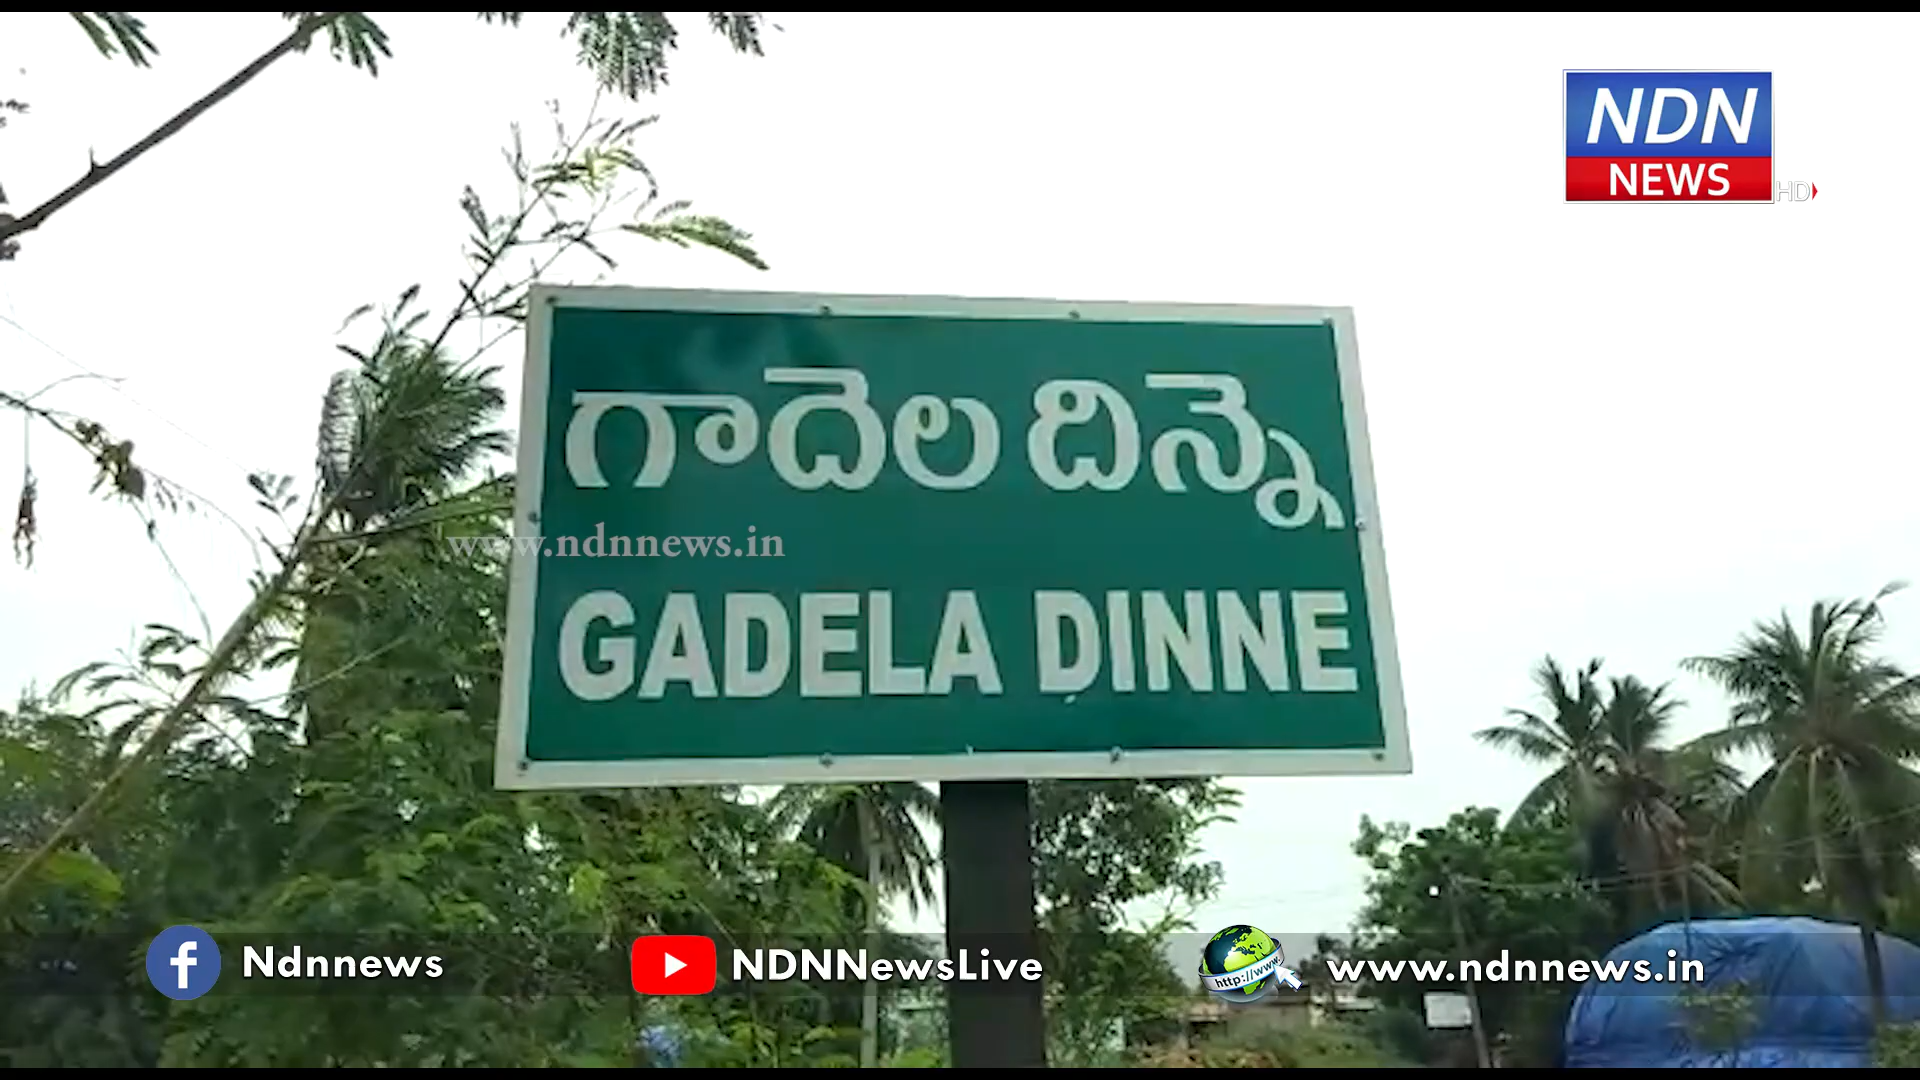 NDN
NEWS
HD
గాదెల దిన్నె
www.ndnnews.in
GADELA DINNE
Ndnnews
NDNNewsLive
http://www.
www.ndnnews.in